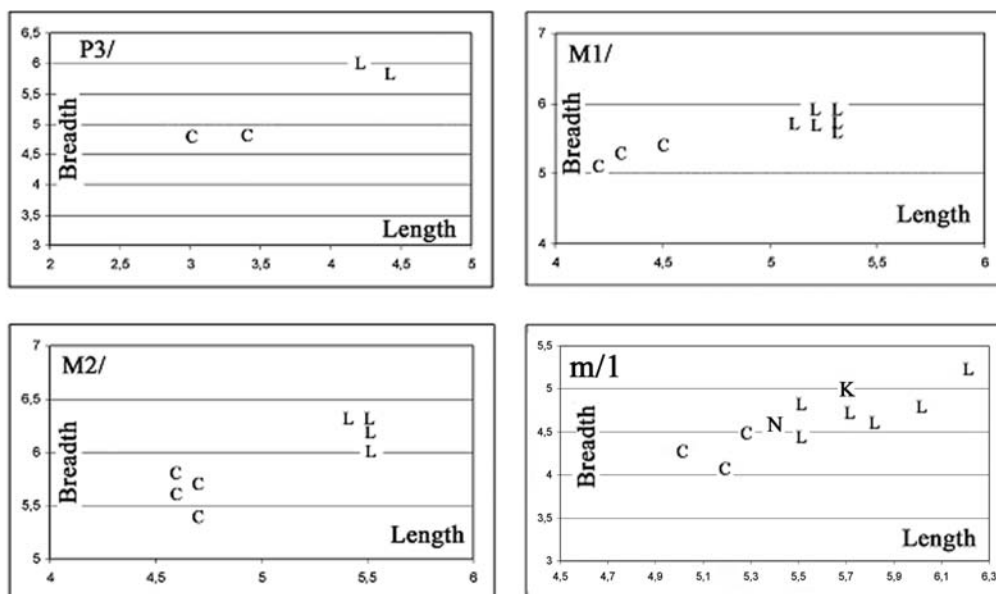 P3/
6,5
6
5,5
5
4,5
4
3,5
3
Breadth
L
L
C
C
Length
2
2,5
3
3,5
4
4,5
5
M1/
7
6
5
4
Breadth
L
L
L
L
L
L
C
C
C
Length
4
4,5
5
5,5
6
M2/
7
6,5
6
5,5
5
Breadth
L
L
L
L
C
C
C
C
Length
4
4,5
5
5,5
6
m/1
5,5
5
4,5
4
3,5
3
Breadth
L
K
L
L
L
L
N
C
L
C
C
Length
4,5
4,7
4,9
5,1
5,3
5,5
5,7
5,9
6,1
6,3